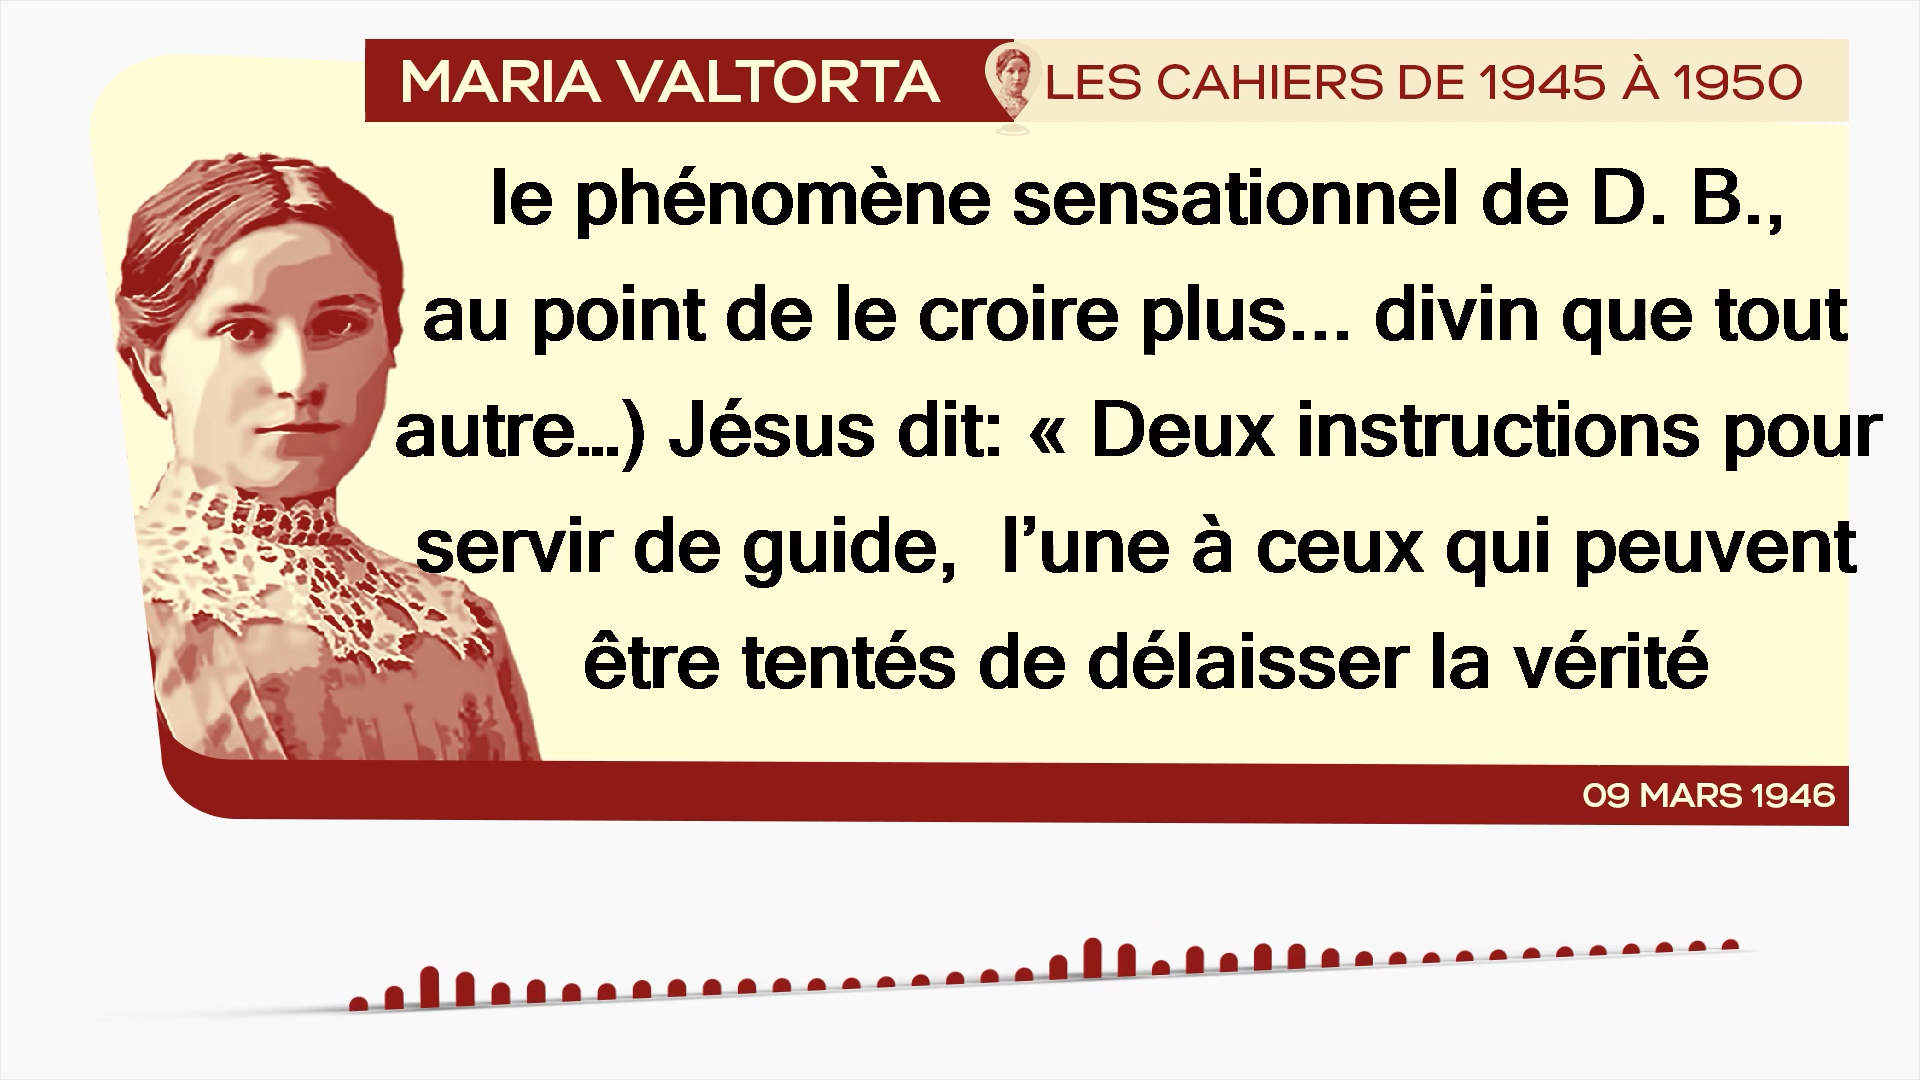 MARIA VALTORTA
LES CAHIERS DE 1945 À 1950
le phénomène sensationnel de D. B.,
au point de le croire plus... divin que tout
autre...) Jésus dit: « Deux instructions pour
servir de guide,  l’une à ceux qui peuvent
être tentés de délaisser la vérité
09 MARS 1946